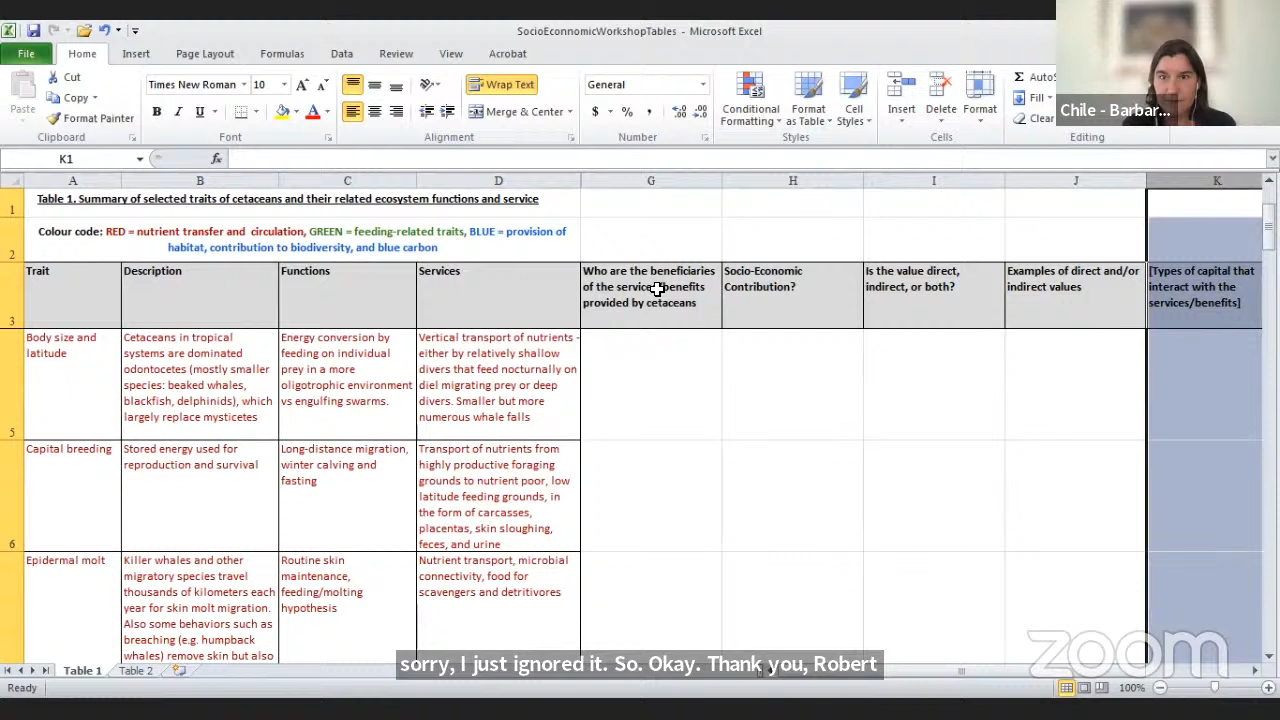 SocioEconnomicWorkshopTables - Microsoft Excel
File
Home
Insert
Page Layout
Formulas
Data
Review
View
Acrobat
Paste
Cut
Copy
Format Painter
Clipboard
Times New Roman
10
B I U
Font
Wrap Text
Merge & Center
Alignment
General
$ % ,
Number
Conditional
Formatting
Format
as Table
Cell
Styles
Styles
Insert
Delete
Format
Cells
Σ AutoS
Fill
Clear
Editing
Chile - Barbar...
K1
fx
A
B
C
D
G
H
I
J
K
1
Table 1. Summary of selected traits of cetaceans and their related ecosystem functions and service
2
Colour code: RED = nutrient transfer and circulation, GREEN = feeding-related traits, BLUE = provision of
habitat, contribution to biodiversity, and blue carbon
3
Trait
Description
Functions
Services
Who are the beneficiaries
of the services/benefits
provided by cetaceans
Socio-Economic
Contribution?
Is the value direct,
indirect, or both?
Examples of direct and/or
indirect values
[Types of capital that
interact with the
services/benefits]
5
Body size and
latitude
Cetaceans in tropical
systems are dominated
odontocetes (mostly smaller
species: beaked whales,
blackfish, delphinids), which
largely replace mysticetes
Energy conversion by
feeding on individual
prey in a more
oligotrophic environment
vs engulfing swarms.
Vertical transport of nutrients -
either by relatively shallow
divers that feed nocturnally on
diel migrating prey or deep
divers. Smaller but more
numerous whale falls
6
Capital breeding
Stored energy used for
reproduction and survival
Long-distance migration,
winter calving and
fasting
Transport of nutrients from
highly productive foraging
grounds to nutrient poor, low
latitude feeding grounds, in
the form of carcasses,
placentas, skin sloughing,
feces, and urine
Epidermal molt
Killer whales and other
migratory species travel
thousands of kilometers each
year for skin molt migration.
Also some behaviors such as
breaching (e.g. humpback
whales) remove skin but also
Routine skin
maintenance,
feeding/molting
hypothesis
Nutrient transport, microbial
connectivity, food for
scavengers and detritivores
zoom
sorry, I just ignored it. So. Okay. Thank you, Robert
Table 1
Table 2
Ready
100%